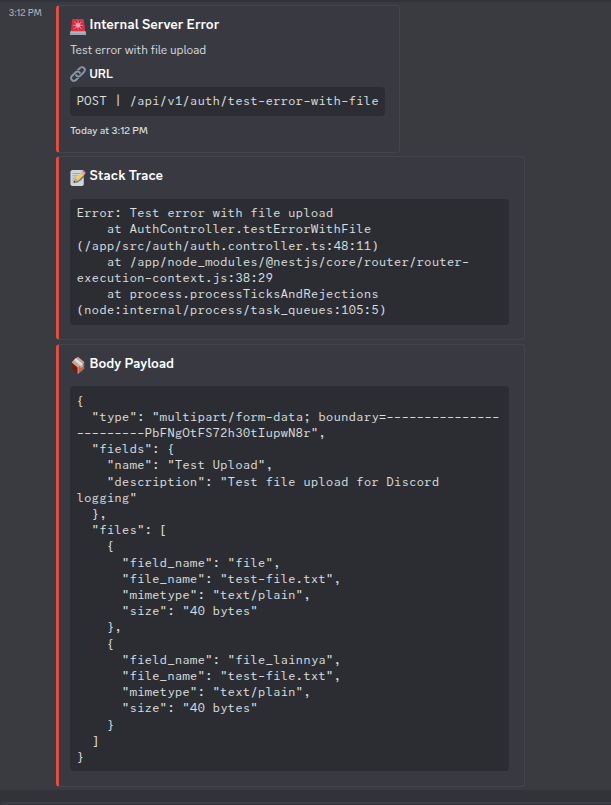 3:12 PM
🚨 Internal Server Error
Test error with file upload
🔗 URL
POST | /api/v1/auth/test-error-with-file
Today at 3:12 PM
📝 Stack Trace
Error: Test error with file upload
    at AuthController.testErrorWithFile
(/app/src/auth/auth.controller.ts:48:11)
    at /app/node_modules/@nestjs/core/router/router-
execution-context.js:38:29
    at process.processTicksAndRejections
(node:internal/process/task_queues:105:5)
📦 Body Payload
{
  "type": "multipart/form-data; boundary=---------------
---------PbFNgOtFS72h30tIupwN8r",
  "fields": {
    "name": "Test Upload",
    "description": "Test file upload for Discord
logging"
  },
  "files": [
    {
      "field_name": "file",
      "file_name": "test-file.txt",
      "mimetype": "text/plain",
      "size": "40 bytes"
    },
    {
      "field_name": "file_lainnya",
      "file_name": "test-file.txt",
      "mimetype": "text/plain",
      "size": "40 bytes"
    }
  ]
}